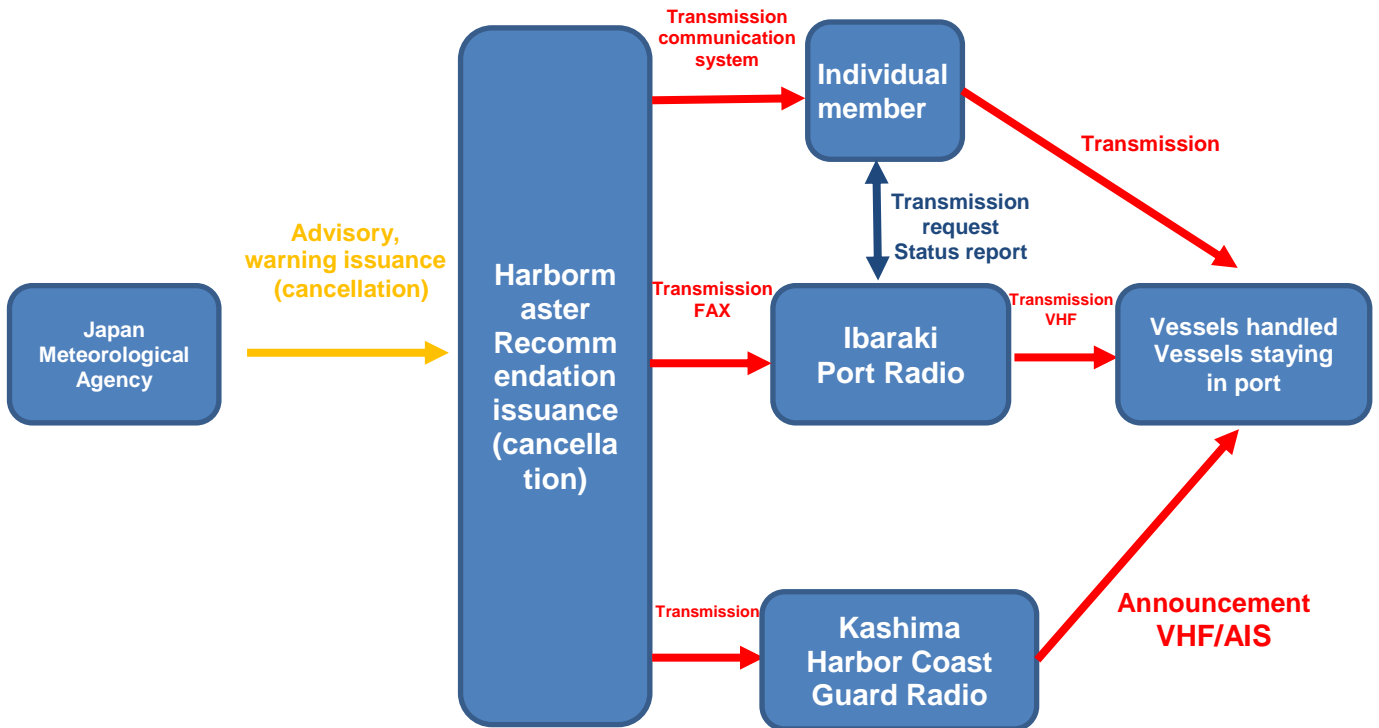 Transmission
communication
system
Individual
member
Transmission
Transmission
request
Status report
Advisory,
warning issuance
(cancellation)
Japan
Meteorological
Agency
Harborm
aster
Recomm
endation
issuance
(cancella
tion)
Transmission
FAX
Ibaraki
Port Radio
Transmission
VHF
Vessels handled
Vessels staying
in port
Transmission
Kashima
Harbor Coast
Guard Radio
Announcement
VHF/AIS